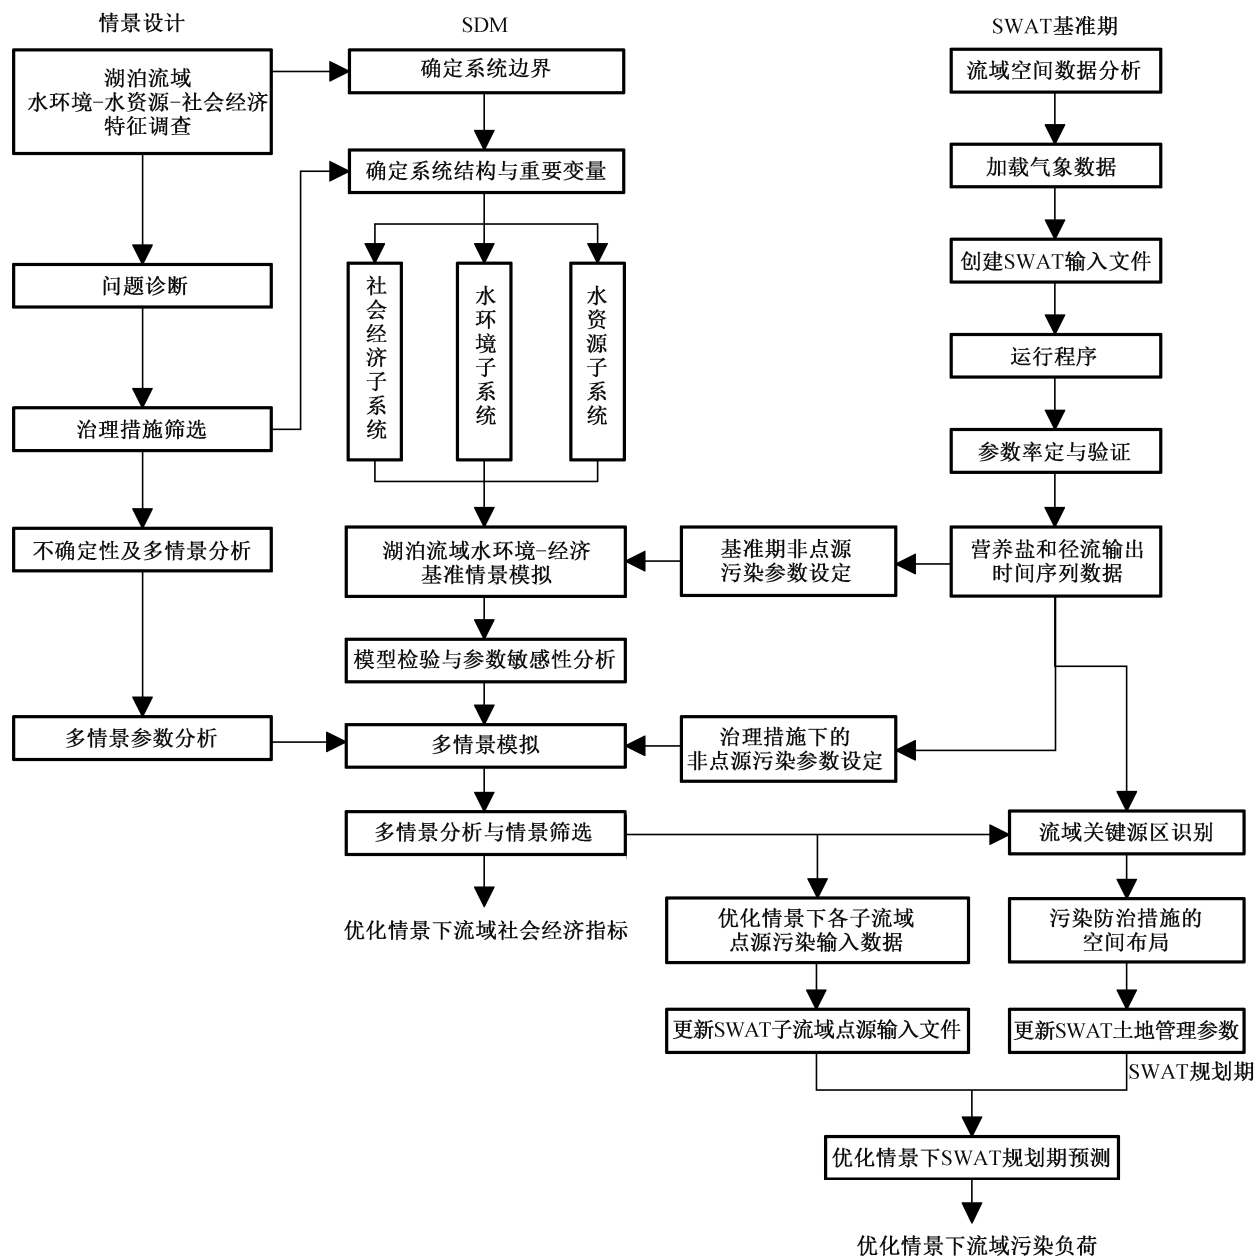 情景设计
湖泊流域
水环境-水资源-社会经济
特征调查
问题诊断
治理措施筛选
不确定性及多情景分析
多情景参数分析
SDM
确定系统边界
确定系统结构与重要变量
社会经济子系统
水环境子系统
水资源子系统
湖泊流域水环境-经济
基准情景模拟
模型检验与参数敏感性分析
多情景模拟
多情景分析与情景筛选
优化情景下流域社会经济指标
SWAT基准期
流域空间数据分析
加载气象数据
创建SWAT输入文件
运行程序
参数率定与验证
营养盐和径流输出
时间序列数据
基准期非点源
污染参数设定
治理措施下的
非点源污染参数设定
流域关键源区识别
优化情景下各子流域
点源污染输入数据
污染防治措施的
空间布局
更新SWAT子流域点源输入文件
更新SWAT土地管理参数
SWAT规划期
优化情景下SWAT规划期预测
优化情景下流域污染负荷